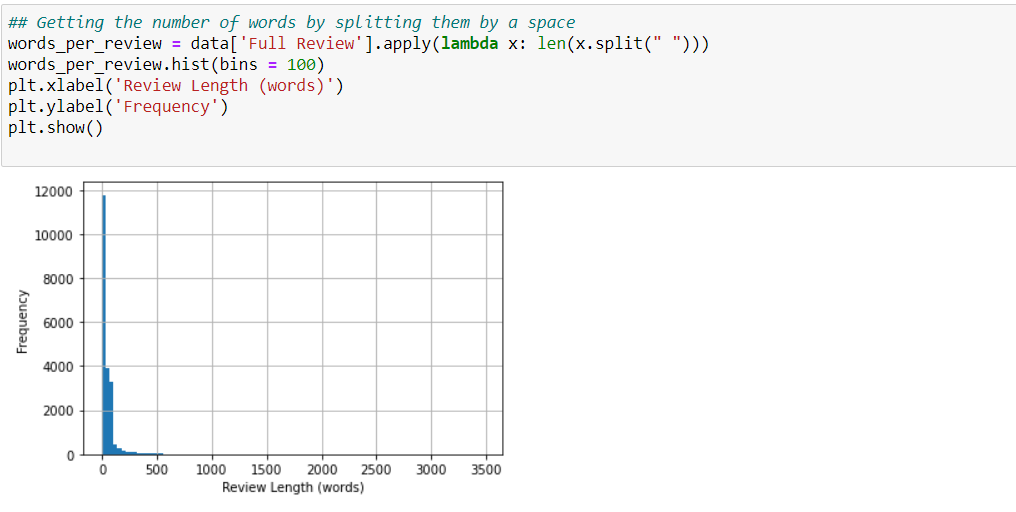 ## Getting the number of words by splitting them by a space
words_per_review = data['Full Review'].apply(lambda x: len(x.split(" ")))
words_per_review.hist(bins = 100)
plt.xlabel('Review Length (words)')
plt.ylabel('Frequency')
plt.show()
12000
10000
8000
6000
4000
2000
0
Frequency
0 500 1000 1500 2000 2500 3000 3500
Review Length (words)